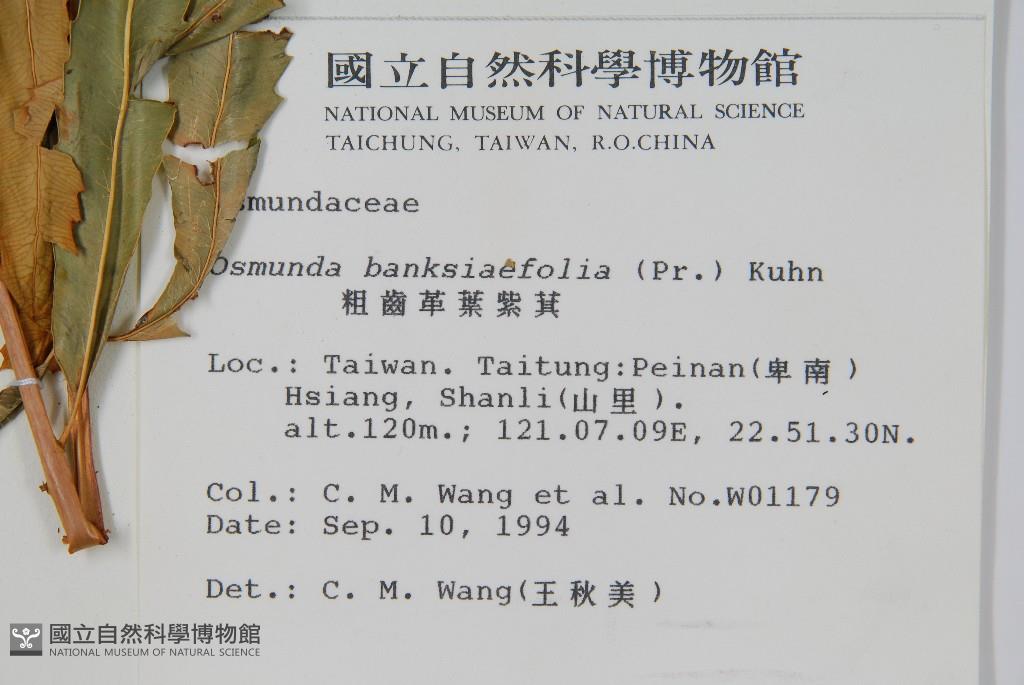 國立自然科學博物館
NATIONAL MUSEUM OF NATURAL SCIENCE
TAICHUNG, TAIWAN, R.O.CHINA
smundaceae
Osmunda banksiaefolia (Pr.) Kuhn
粗齒革葉紫萁
Loc.: Taiwan. Taitung:Peinan(卑南)
Hsiang, Shanli(山里).
alt.120m.; 121.07.09E, 22.51.30N.
Col.: C. M. Wang et al. No.W01179
Date: Sep. 10, 1994
Det.: C. M. Wang(王秋美)
國立自然科學博物館
NATIONAL MUSEUM OF NATURAL SCIENCE